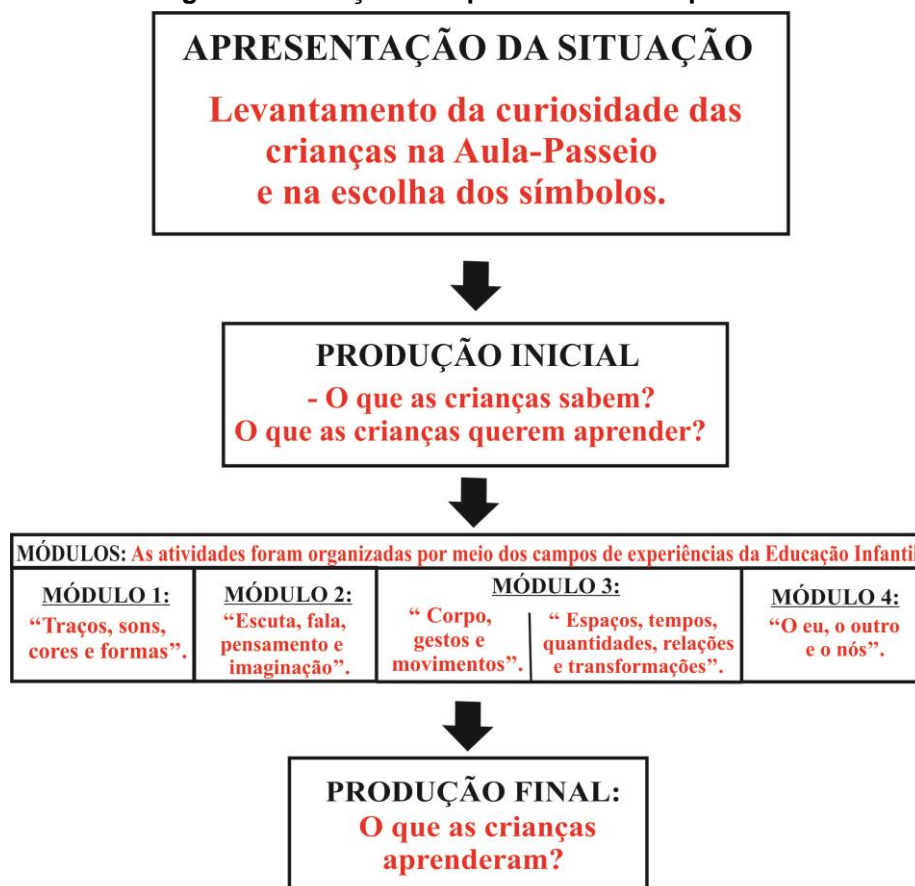 APRESENTAÇÃO DA SITUAÇÃO
Levantamento da curiosidade das
crianças na Aula-Passeio
e na escolha dos símbolos.
PRODUÇÃO INICIAL
- O que as crianças sabem?
O que as crianças querem aprender?
MÓDULOS: As atividades foram organizadas por meio dos campos de experiências da Educação Infantil
MÓDULO 1:
“Traços, sons,
cores e formas”.
MÓDULO 2:
“Escuta, fala,
pensamento e
imaginação”.
MÓDULO 3:
“ Corpo,
gestos e
movimentos”.
“ Espaços, tempos,
quantidades, relações
e transformações”.
MÓDULO 4:
“O eu, o outro
e o nós”.
PRODUÇÃO FINAL:
O que as crianças
aprenderam?